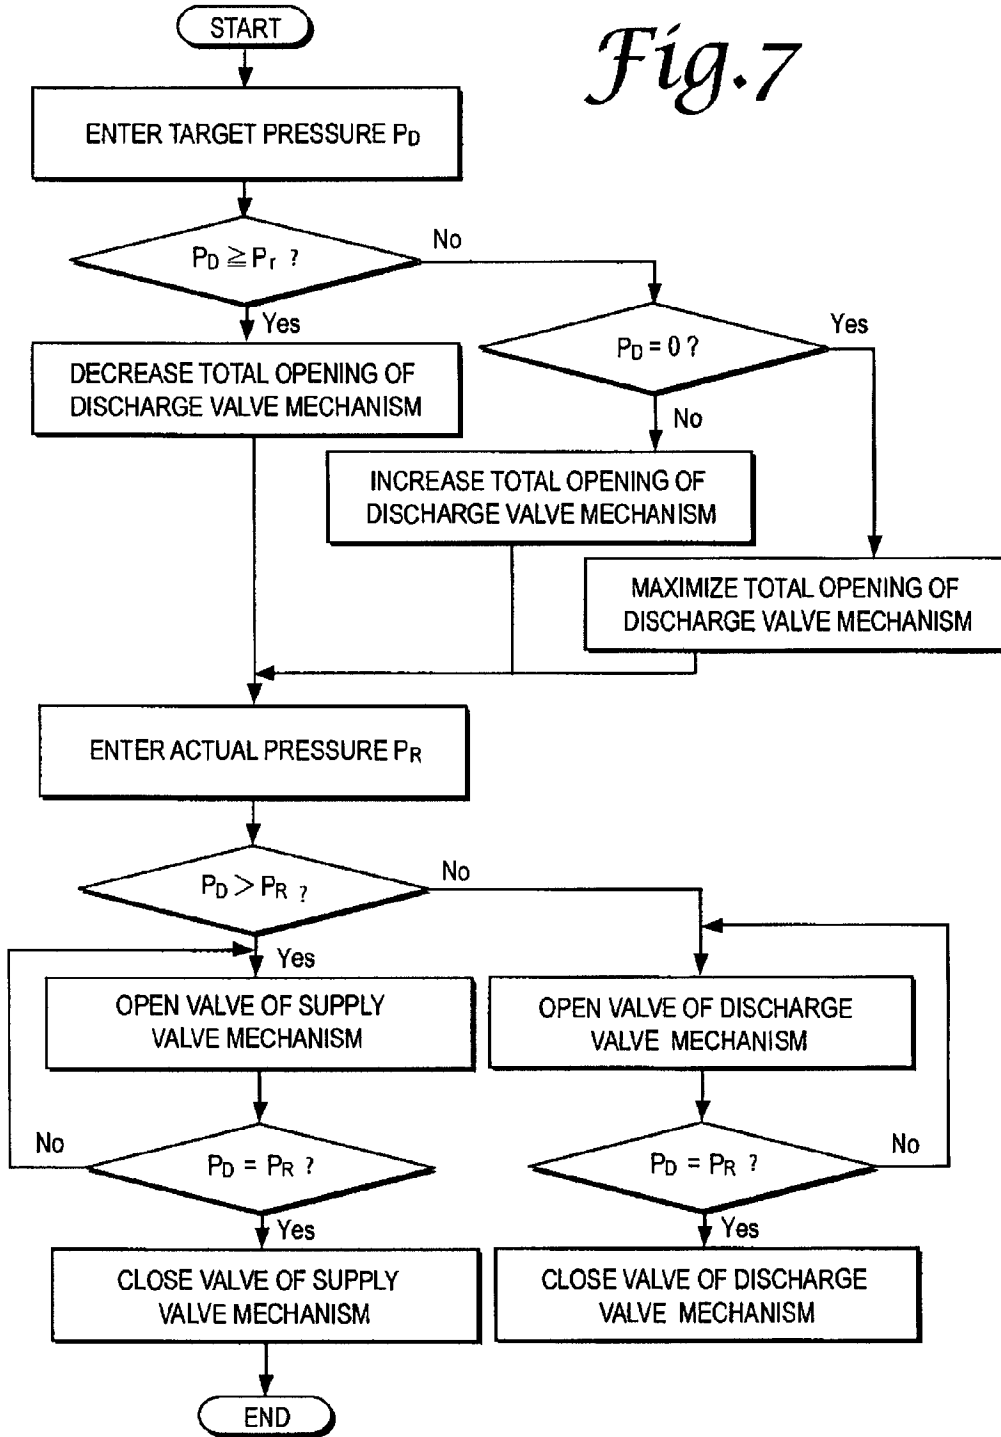 START
Fig.7
ENTER TARGET PRESSURE PD
PD ≧ Pr ?
No
Yes
PD = 0 ?
Yes
DECREASE TOTAL OPENING OF
DISCHARGE VALVE MECHANISM
No
INCREASE TOTAL OPENING OF
DISCHARGE VALVE MECHANISM
MAXIMIZE TOTAL OPENING OF
DISCHARGE VALVE MECHANISM
ENTER ACTUAL PRESSURE PR
PD > PR ?
No
Yes
OPEN VALVE OF SUPPLY
VALVE MECHANISM
OPEN VALVE OF DISCHARGE
VALVE MECHANISM
No
PD = PR ?
PD = PR ?
No
Yes
Yes
CLOSE VALVE OF SUPPLY
VALVE MECHANISM
CLOSE VALVE OF DISCHARGE
VALVE MECHANISM
END